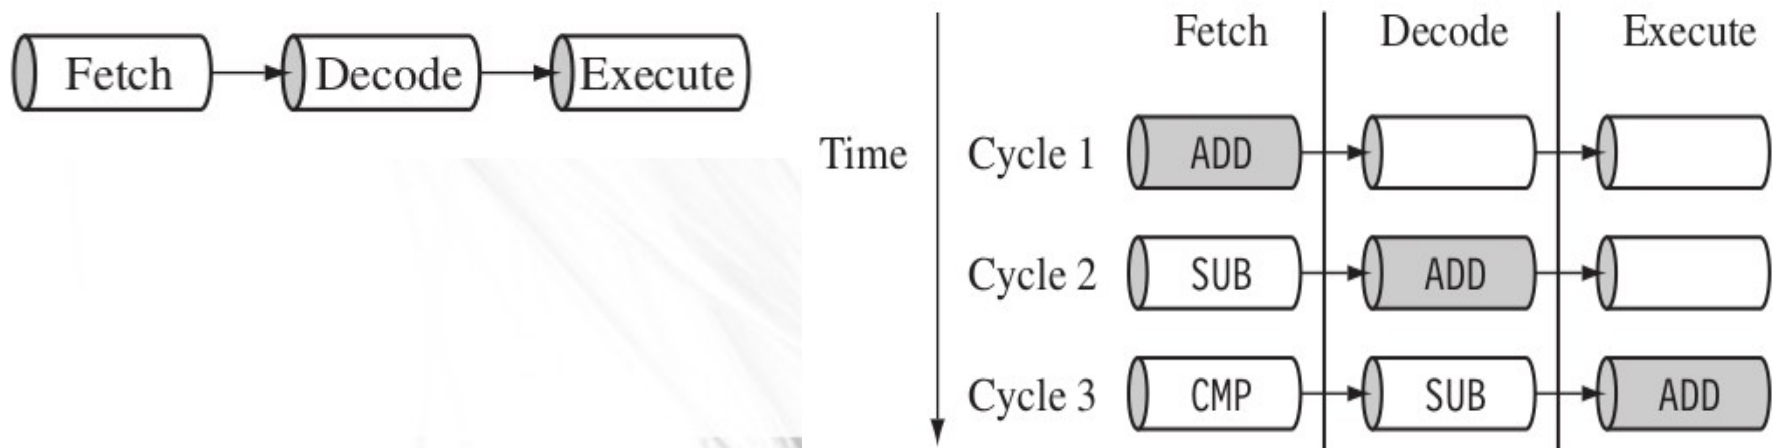 Fetch Decode Execute
Fetch Decode Execute
Time Cycle 1 ADD
Cycle 2 SUB ADD
Cycle 3 CMP SUB ADD